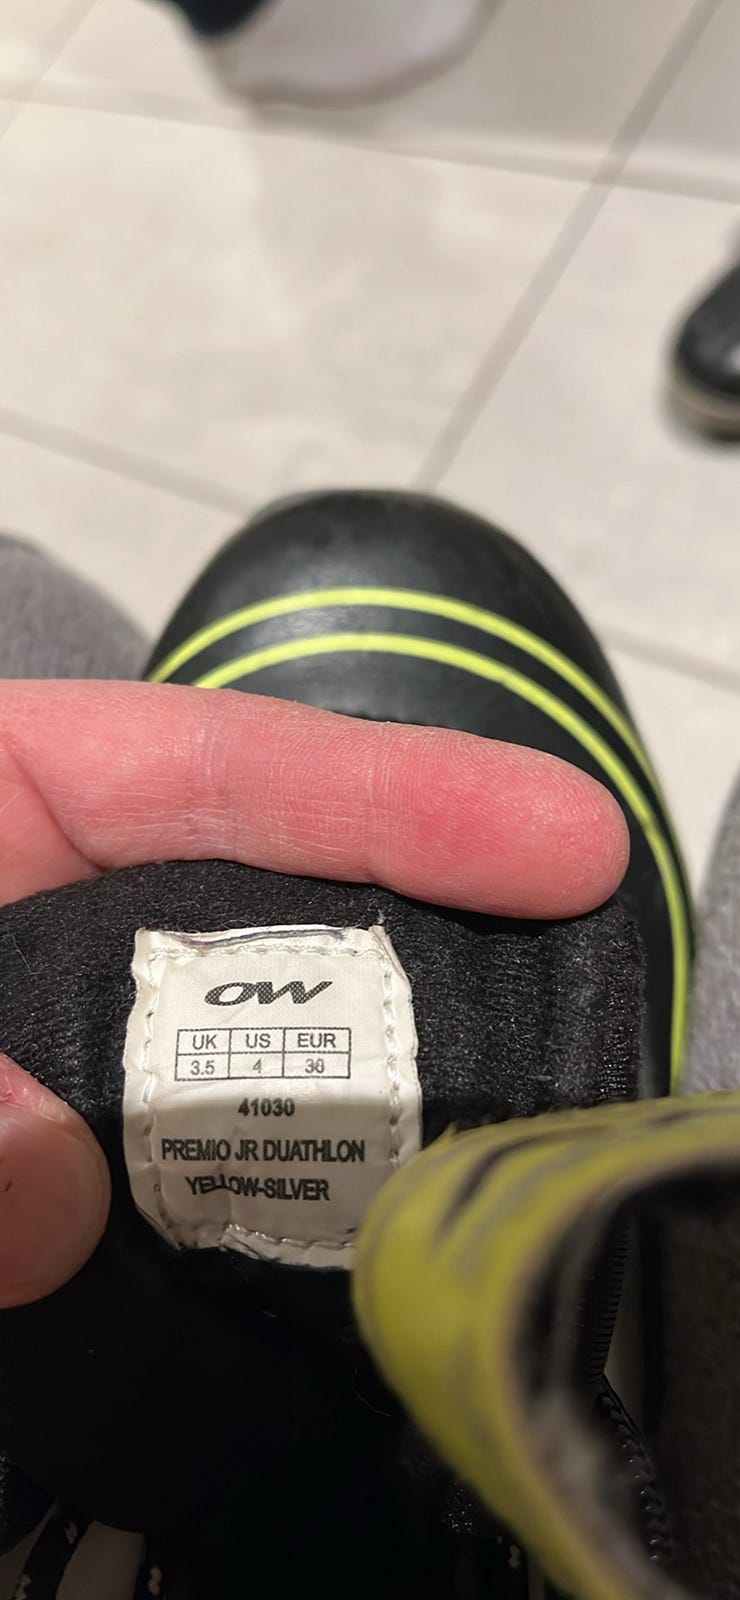 OW
UK US EUR
3.5 4 36
41030
PREMIO JR DUATHLON
YELLOW-SILVER